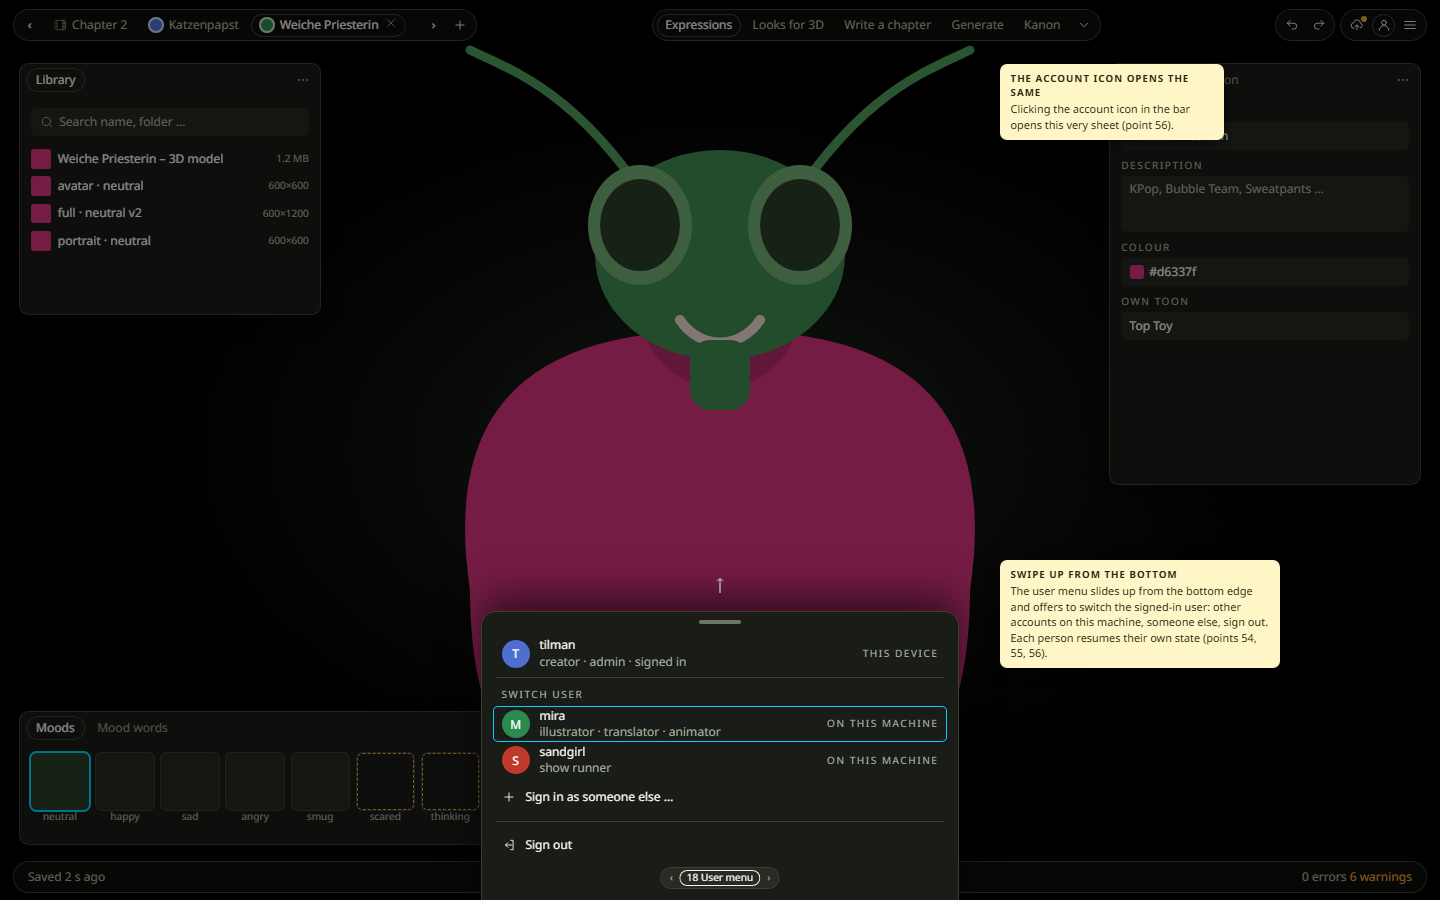 ‹ Chapter 2 Katzenpapst Weiche Priesterin × › +
Expressions Looks for 3D Write a chapter Generate Kanon
Library ...
Search name, folder ...
Weiche Priesterin – 3D model 1.2 MB
avatar · neutral 600×600
full · neutral v2 600×1200
portrait · neutral 600×600
THE ACCOUNT ICON OPENS THE
SAME
Clicking the account icon in the bar
opens this very sheet (point 56).
DESCRIPTION
KPop, Bubble Team, Sweatpants ...
COLOUR
#d6337f
OWN TOON
Top Toy
SWIPE UP FROM THE BOTTOM
The user menu slides up from the bottom edge
and offers to switch the signed-in user: other
accounts on this machine, someone else, sign out.
Each person resumes their own state (points 54,
55, 56).
↑
T tilman
creator · admin · signed in THIS DEVICE
SWITCH USER
M mira
illustrator · translator · animator ON THIS MACHINE
S sandgirl
show runner ON THIS MACHINE
+ Sign in as someone else ...
Sign out
‹ 18 User menu ›
Moods Mood words
neutral happy sad angry smug scared thinking
Saved 2 s ago
0 errors 6 warnings